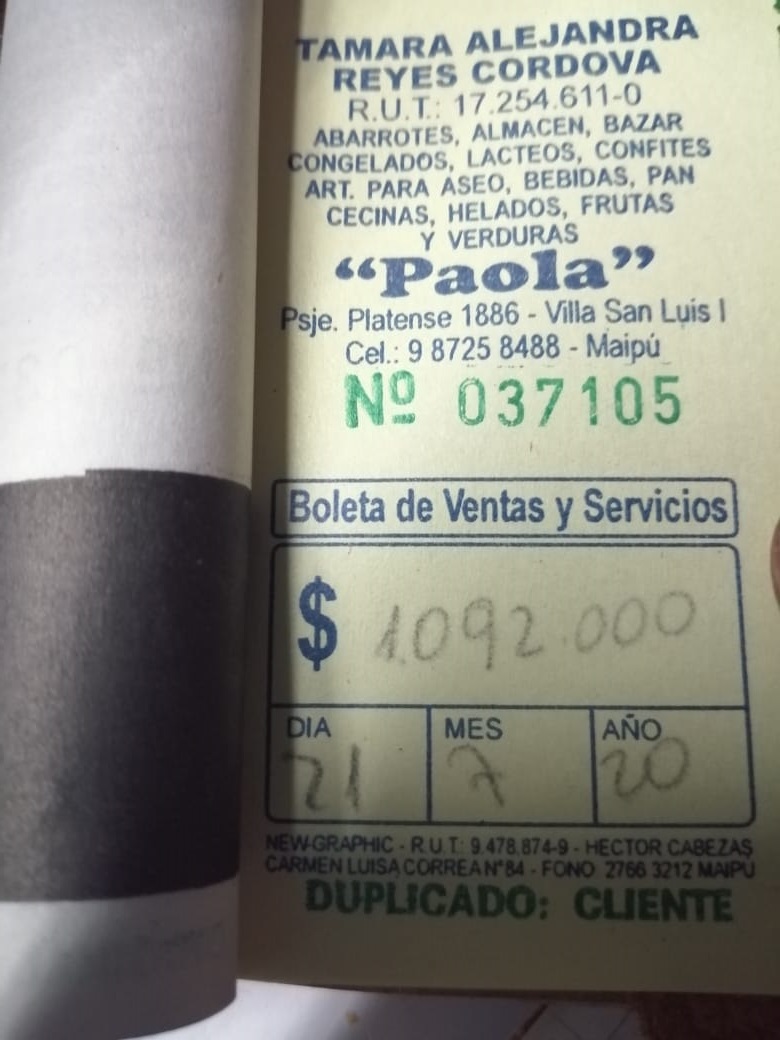 TAMARA ALEJANDRA
REYES CORDOVA
R.U.T.: 17.254.611-0
ABARROTES, ALMACEN, BAZAR
CONGELADOS, LACTEOS, CONFITES
ART. PARA ASEO, BEBIDAS, PAN
CECINAS, HELADOS, FRUTAS
Y VERDURAS
“Paola”
Psje. Platense 1886 - Villa San Luis I
Cel.: 9 8725 8488 - Maipú
Nº 037105
Boleta de Ventas y Servicios
$ 1.092.000
DIA MES AÑO
21 7 20
NEW-GRAPHIC - R.U.T: 9.478.874-9 - HECTOR CABEZAS
CARMEN LUISA CORREA N°84 - FONO 2766 3212 MAIPU
DUPLICADO: CLIENTE